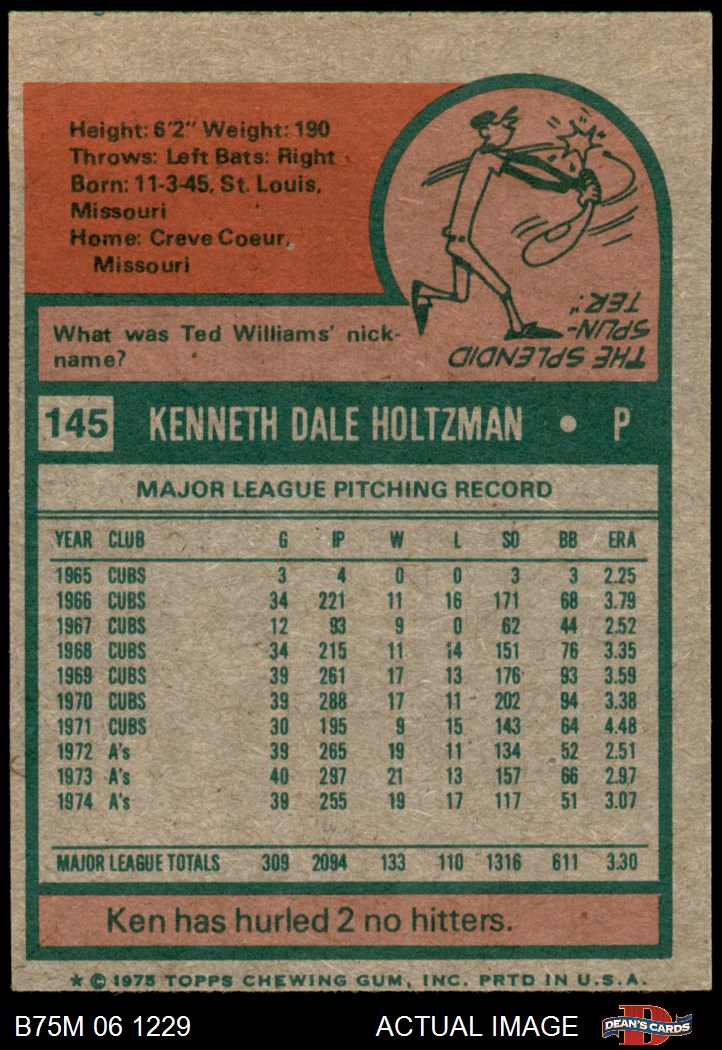 Height: 6'2" Weight: 190
Throws: Left Bats: Right
Born: 11-3-45, St. Louis,
Missouri
Home: Creve Coeur,
Missouri
What was Ted Williams' nick-
name?
THE SPLENDID
SPLIN-
TER."
145 KENNETH DALE HOLTZMAN • P
MAJOR LEAGUE PITCHING RECORD
YEAR CLUB G IP W L SO BB ERA
1965 CUBS 3 4 0 0 3 3 2.25
1966 CUBS 34 221 11 16 171 68 3.79
1967 CUBS 12 93 9 0 62 44 2.52
1968 CUBS 34 215 11 14 151 76 3.35
1969 CUBS 39 261 17 13 176 93 3.59
1970 CUBS 39 288 17 11 202 94 3.38
1971 CUBS 30 195 9 15 143 64 4.48
1972 A's 39 265 19 11 134 52 2.51
1973 A's 40 297 21 13 157 66 2.97
1974 A's 39 255 19 17 117 51 3.07
MAJOR LEAGUE TOTALS 309 2094 133 110 1316 611 3.30
Ken has hurled 2 no hitters.
★ © 1975 TOPPS CHEWING GUM, INC. PRTD IN U.S.A.
B75M 06 1229 ACTUAL IMAGE D DEAN'S CARDS